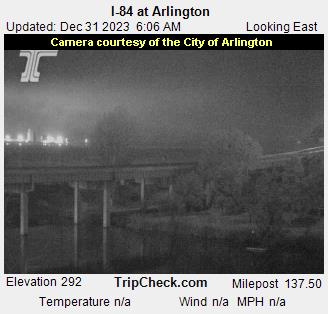 I-84 at Arlington
Updated: Dec 31 2023 6:06 AM Looking East
Camera courtesy of the City of Arlington
Elevation 292 TripCheck.com Milepost 137.50
Temperature n/a Wind n/a MPH n/a